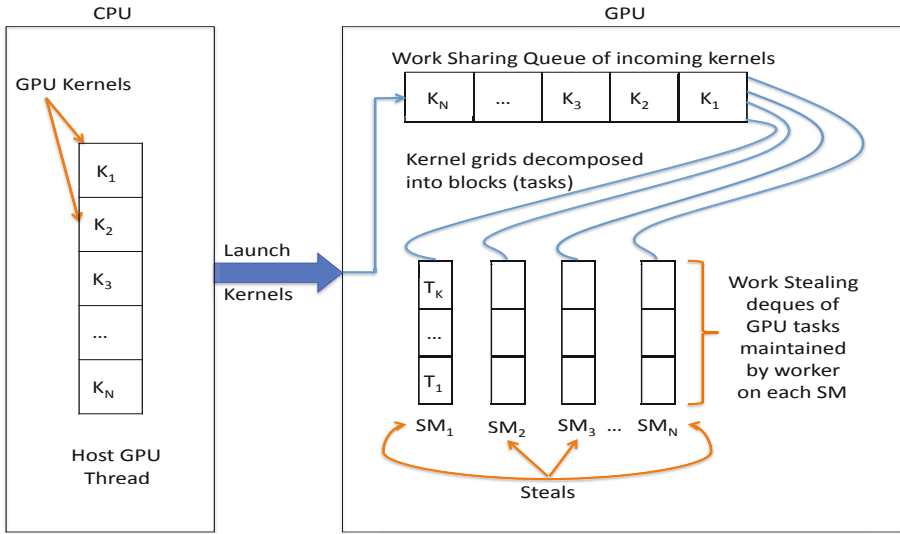 CPU
GPU Kernels
K1
K2
K3
...
KN
Host GPU
Thread
Launch
Kernels
GPU
Work Sharing Queue of incoming kernels
KN ... K3 K2 K1
Kernel grids decomposed
into blocks (tasks)
TK
...
T1
SM1 SM2 SM3 ... SMN
Steals
Work Stealing
deques of
GPU tasks
maintained
by worker
on each SM